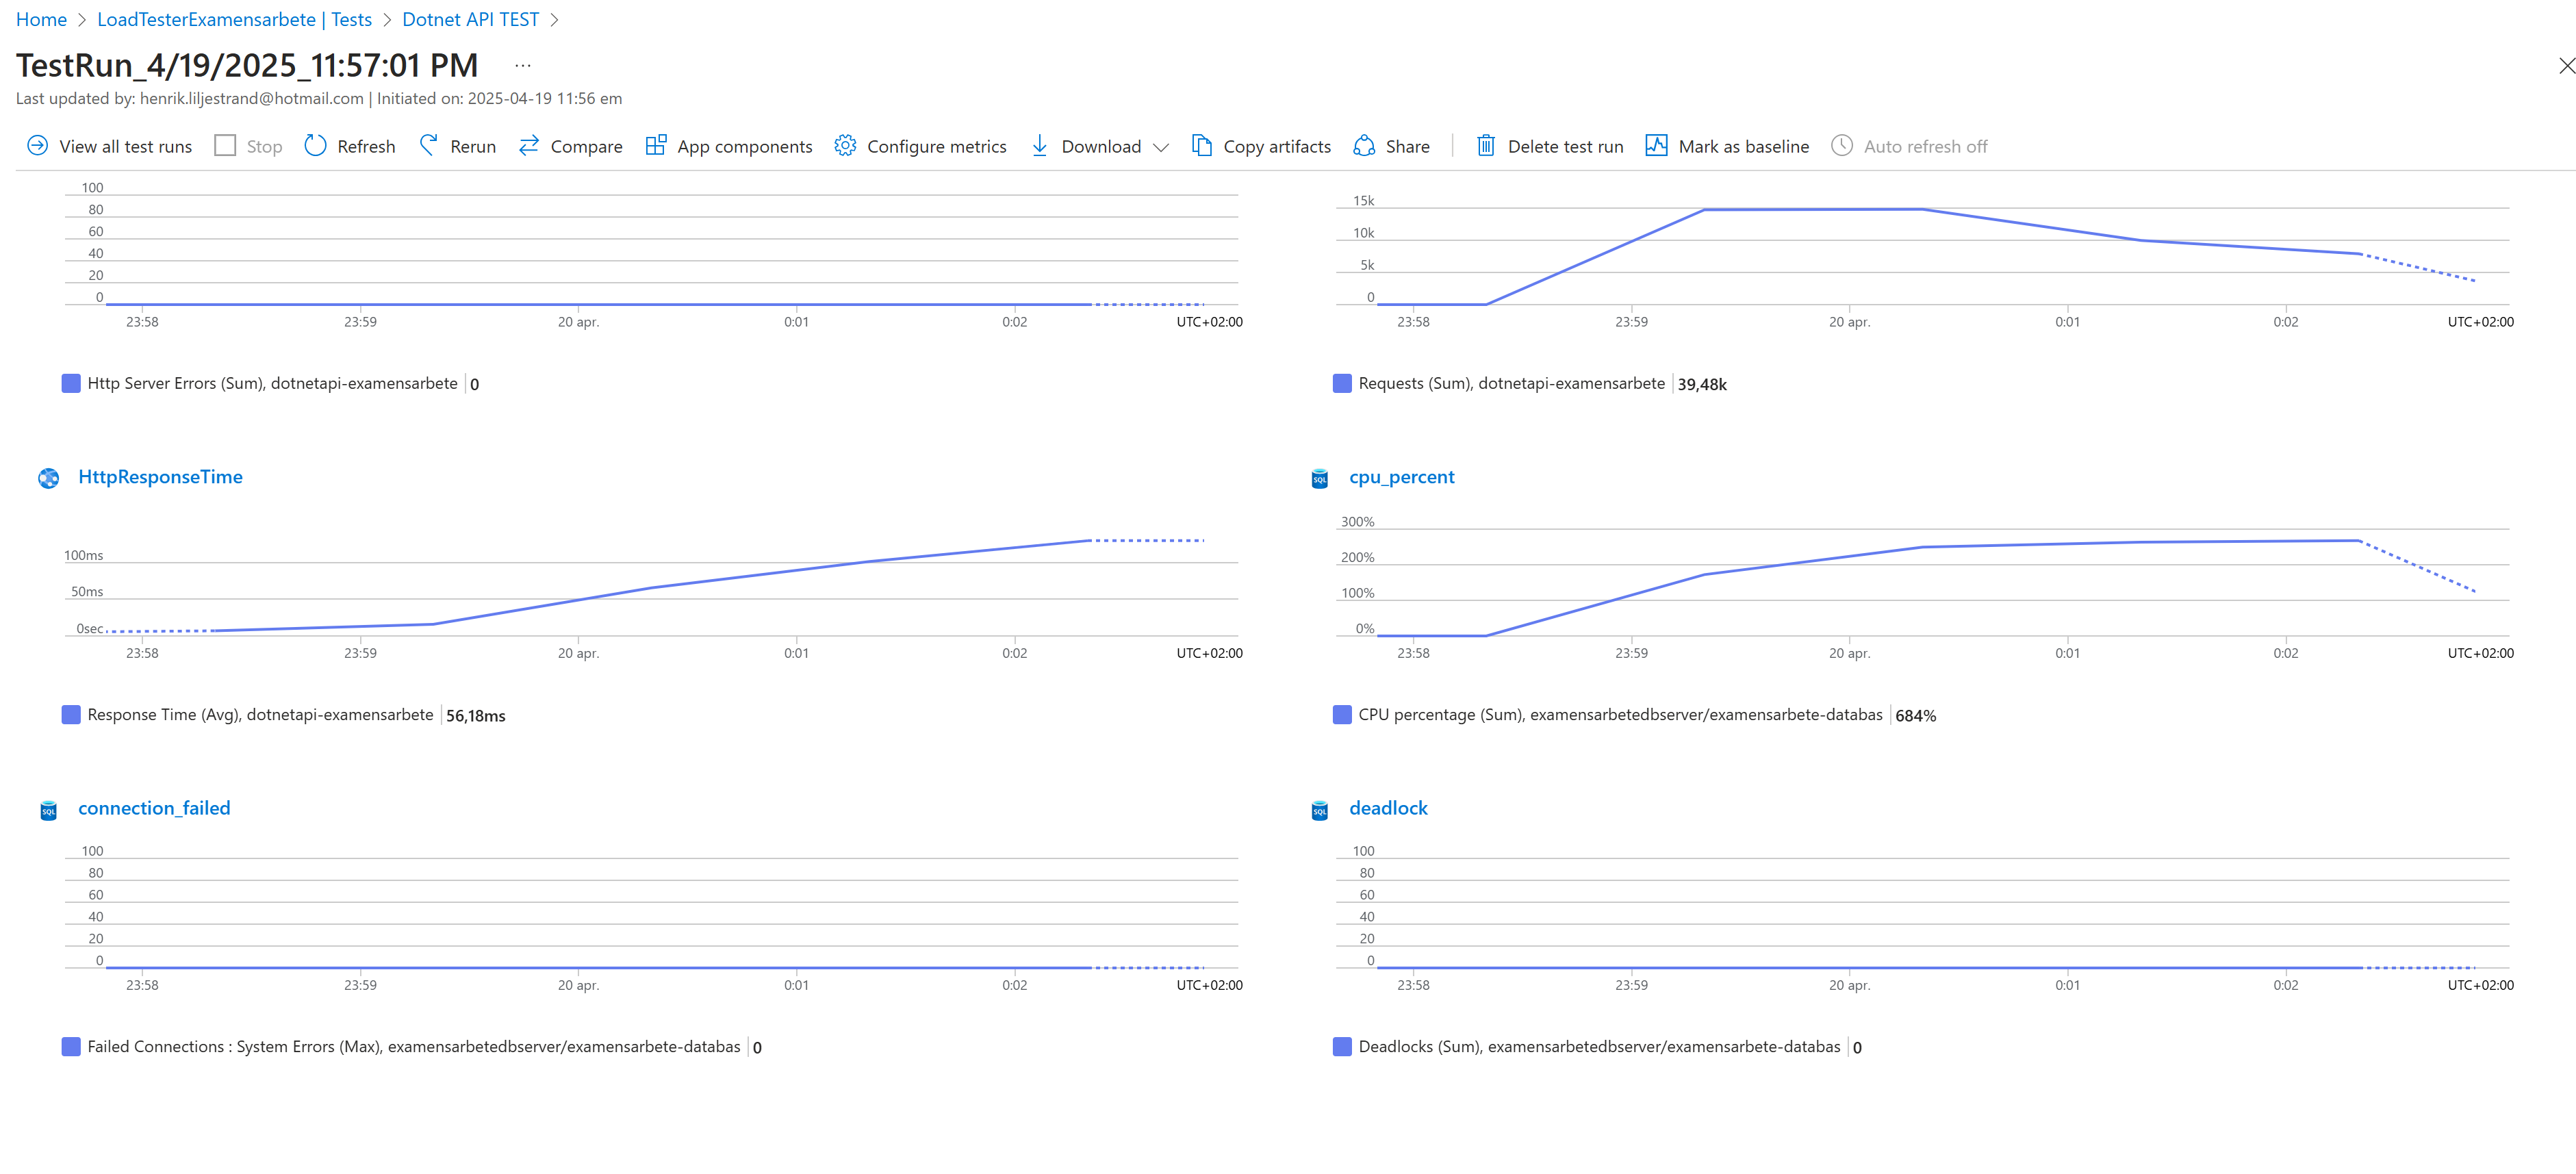 Home > LoadTesterExamensarbete | Tests > Dotnet API TEST >
TestRun_4/19/2025_11:57:01 PM ...
Last updated by: henrik.liljestrand@hotmail.com | Initiated on: 2025-04-19 11:56 em
View all test runs Stop Refresh Rerun Compare App components Configure metrics Download Copy artifacts Share Delete test run Mark as baseline Auto refresh off
100
80
60
40
20
0
23:58 23:59 20 apr. 0:01 0:02 UTC+02:00
Http Server Errors (Sum), dotnetapi-examensarbete | 0
15k
10k
5k
0
23:58 23:59 20 apr. 0:01 0:02 UTC+02:00
Requests (Sum), dotnetapi-examensarbete | 39,48k
HttpResponseTime
100ms
50ms
0sec
23:58 23:59 20 apr. 0:01 0:02 UTC+02:00
Response Time (Avg), dotnetapi-examensarbete | 56,18ms
SQL cpu_percent
300%
200%
100%
0%
23:58 23:59 20 apr. 0:01 0:02 UTC+02:00
CPU percentage (Sum), examensarbetedbserver/examensarbete-databas | 684%
SQL connection_failed
100
80
60
40
20
0
23:58 23:59 20 apr. 0:01 0:02 UTC+02:00
Failed Connections : System Errors (Max), examensarbetedbserver/examensarbete-databas | 0
SQL deadlock
100
80
60
40
20
0
23:58 23:59 20 apr. 0:01 0:02 UTC+02:00
Deadlocks (Sum), examensarbetedbserver/examensarbete-databas | 0